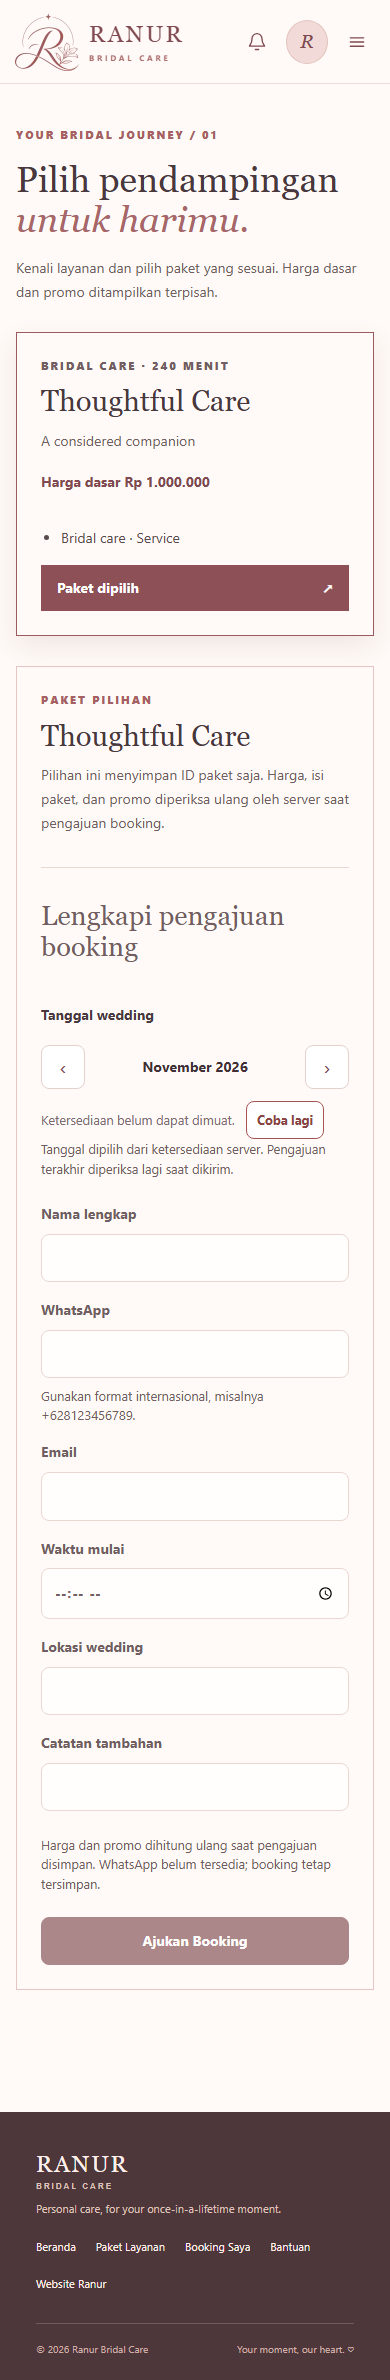 RANUR
BRIDAL CARE
R
YOUR BRIDAL JOURNEY / 01
Pilih pendampingan
untuk harimu.
Kenali layanan dan pilih paket yang sesuai. Harga dasar
dan promo ditampilkan terpisah.
BRIDAL CARE · 240 MENIT
Thoughtful Care
A considered companion
Harga dasar Rp 1.000.000
• Bridal care · Service
Paket dipilih ↗
PAKET PILIHAN
Thoughtful Care
Pilihan ini menyimpan ID paket saja. Harga, isi
paket, dan promo diperiksa ulang oleh server saat
pengajuan booking.
Lengkapi pengajuan
booking
Tanggal wedding
‹ November 2026 ›
Ketersediaan belum dapat dimuat. Coba lagi
Tanggal dipilih dari ketersediaan server. Pengajuan
terakhir diperiksa lagi saat dikirim.
Nama lengkap
WhatsApp
Gunakan format internasional, misalnya
+628123456789.
Email
Waktu mulai
--:-- --
Lokasi wedding
Catatan tambahan
Harga dan promo dihitung ulang saat pengajuan
disimpan. WhatsApp belum tersedia; booking tetap
tersimpan.
Ajukan Booking
RANUR
BRIDAL CARE
Personal care, for your once-in-a-lifetime moment.
Beranda Paket Layanan Booking Saya Bantuan
Website Ranur
© 2026 Ranur Bridal Care Your moment, our heart. ♡